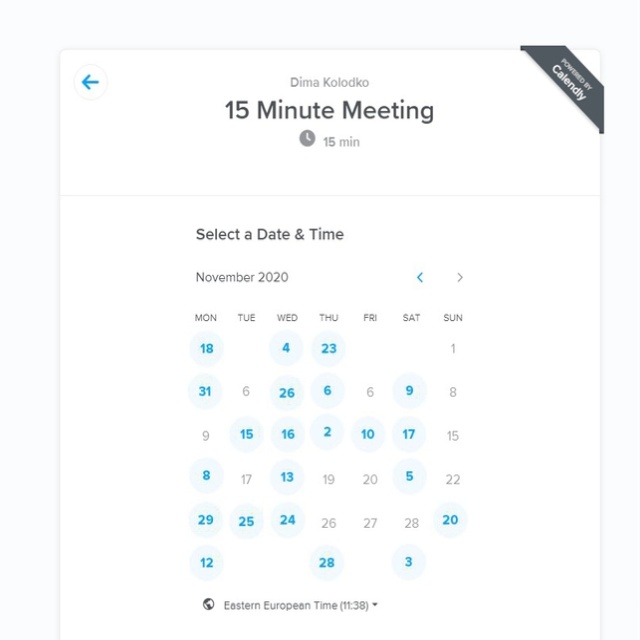 Dima Kolodko
15 Minute Meeting
15 min
POWERED BY
Calendly
Select a Date & Time
November 2020
MON TUE WED THU FRI SAT SUN
18 4 23 1
31 6 26 6 6 9 8
9 15 16 2 10 17 15
8 17 13 19 20 5 22
29 25 24 26 27 28 20
12 28 3
Eastern European Time (11:38)